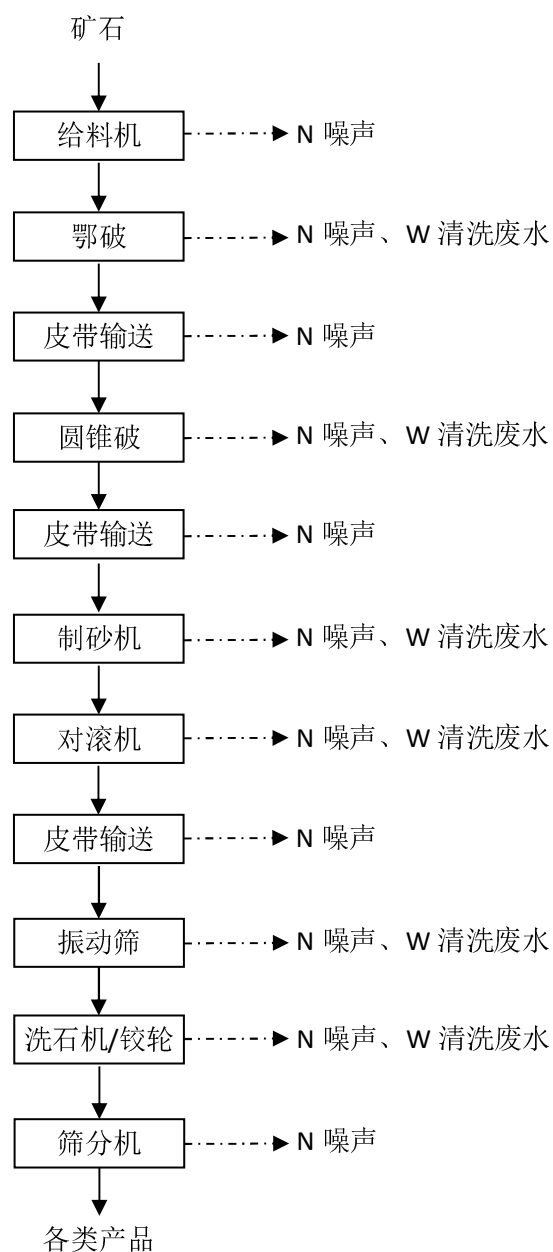 矿石
给料机 N 噪声
鄂破 N 噪声、W 清洗废水
皮带输送 N 噪声
圆锥破 N 噪声、W 清洗废水
皮带输送 N 噪声
制砂机 N 噪声、W 清洗废水
对滚机 N 噪声、W 清洗废水
皮带输送 N 噪声
振动筛 N 噪声、W 清洗废水
洗石机/铰轮 N 噪声、W 清洗废水
筛分机 N 噪声
各类产品